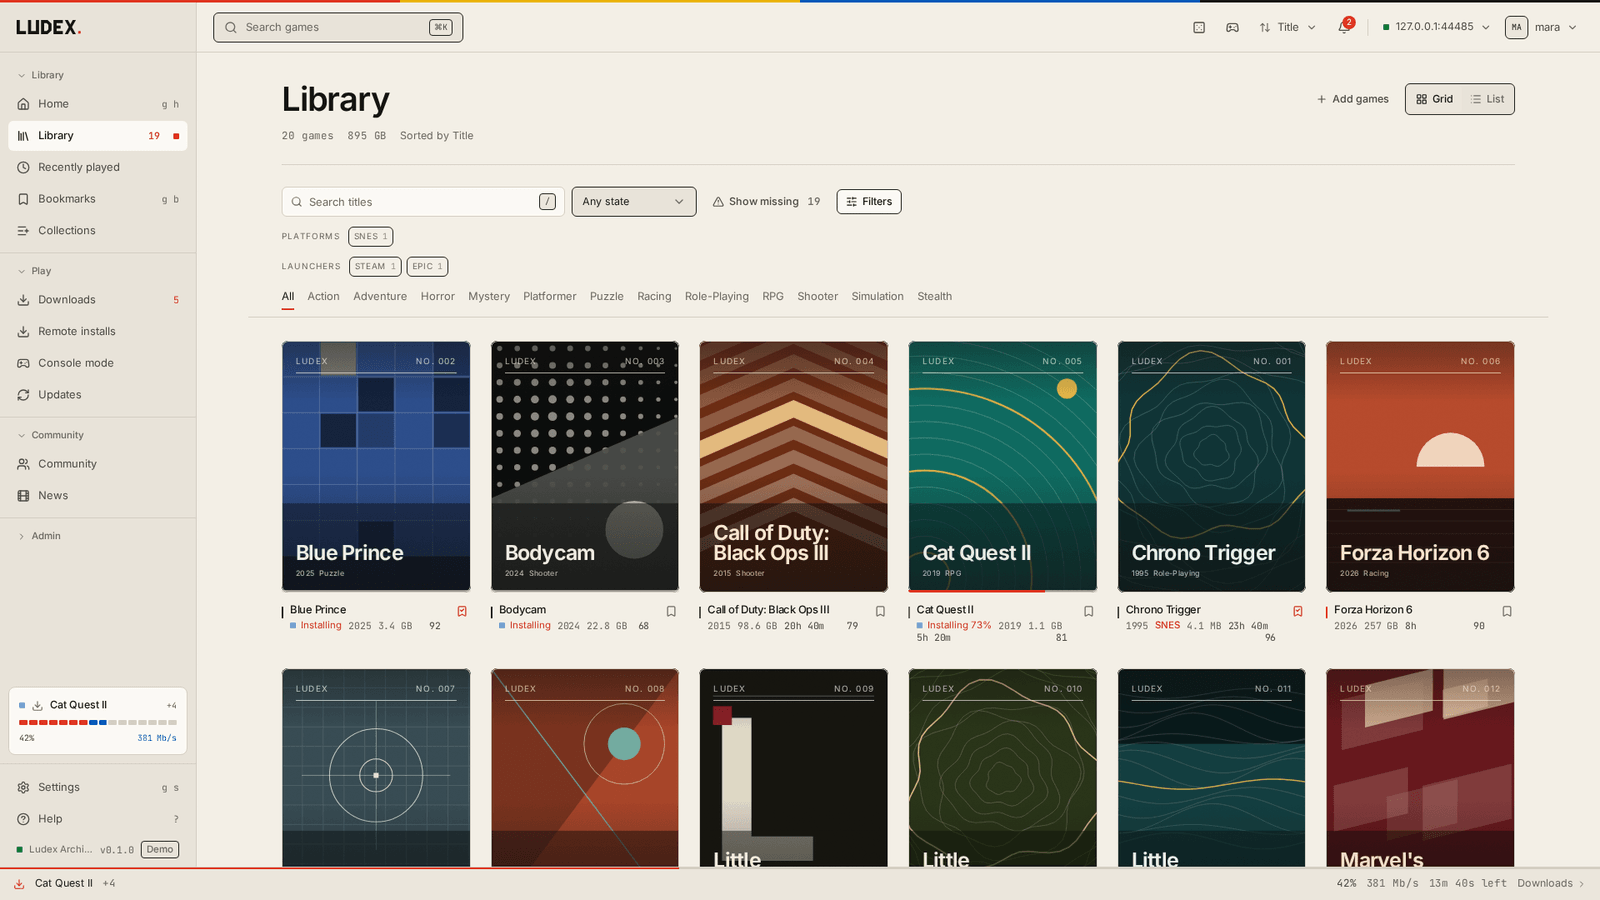 LUDEX.
Search games
⌘K
Title
2
127.0.0.1:44485
MA
mara
Library
Home
g h
Library
19
Recently played
Bookmarks
g b
Collections
Play
Downloads
5
Remote installs
Console mode
Updates
Community
Community
News
Admin
Cat Quest II
+4
42%
381 Mb/s
Settings
g s
Help
?
Ludex Archi...
v0.1.0
Demo
Library
20 games 895 GB Sorted by Title
Add games
Grid
List
Search titles
/
Any state
Show missing 19
Filters
PLATFORMS SNES 1
LAUNCHERS STEAM 1 EPIC 1
All Action Adventure Horror Mystery Platformer Puzzle Racing Role-Playing RPG Shooter Simulation Stealth
LUDEX NO. 002
Blue Prince
2025 Puzzle
Blue Prince
Installing 2025 3.4 GB 92
LUDEX NO. 003
Bodycam
2024 Shooter
Bodycam
Installing 2024 22.8 GB 68
LUDEX NO. 004
Call of Duty:
Black Ops III
2015 Shooter
Call of Duty: Black Ops III
2015 98.6 GB 20h 40m 79
LUDEX NO. 005
Cat Quest II
2019 RPG
Cat Quest II
Installing 73% 2019 1.1 GB
5h 20m 81
LUDEX NO. 001
Chrono Trigger
1995 Role-Playing
Chrono Trigger
1995 SNES 4.1 MB 23h 40m
96
LUDEX NO. 006
Forza Horizon 6
2026 Racing
Forza Horizon 6
2026 257 GB 8h 90
LUDEX NO. 007
LUDEX NO. 008
LUDEX NO. 009
Little
LUDEX NO. 010
Little
LUDEX NO. 011
Little
LUDEX NO. 012
Marvel's
Cat Quest II +4
42% 381 Mb/s 13m 40s left Downloads